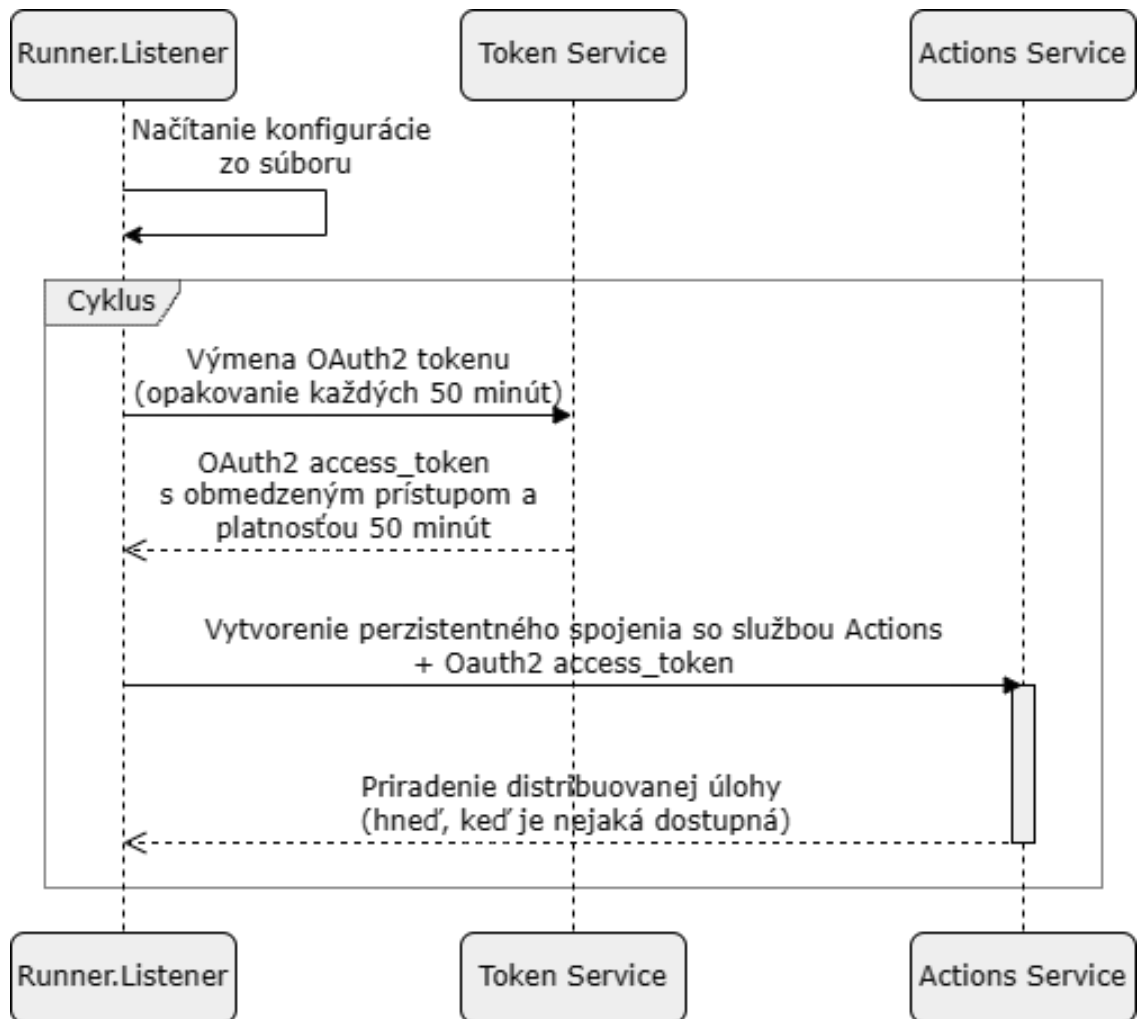 Runner.Listener
Token Service
Actions Service
Načítanie konfigurácie
zo súboru
Cyklus
Výmena OAuth2 tokenu
(opakovanie každých 50 minút)
OAuth2 access_token
s obmedzeným prístupom a
platnosťou 50 minút
Vytvorenie perzistentného spojenia so službou Actions
+ Oauth2 access_token
Priradenie distribuovanej úlohy
(hneď, keď je nejaká dostupná)
Runner.Listener
Token Service
Actions Service